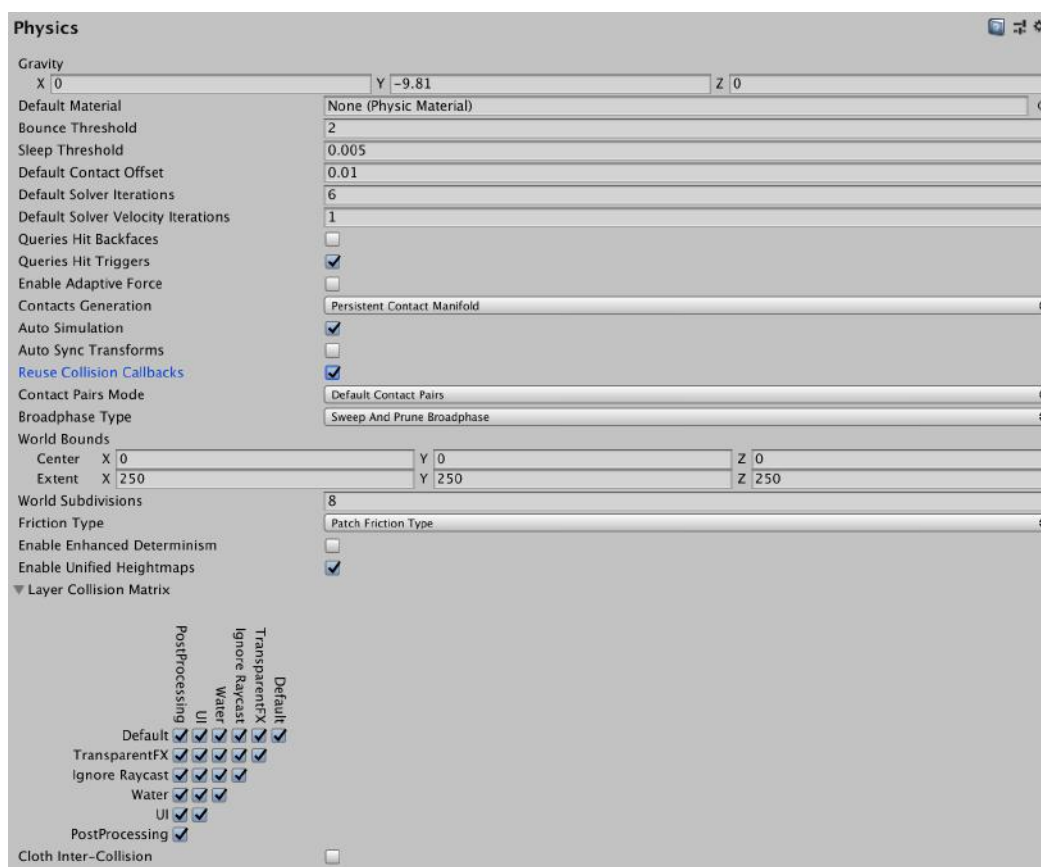 Physics
Gravity
X 0 Y -9.81 Z 0
Default Material None (Physic Material)
Bounce Threshold 2
Sleep Threshold 0.005
Default Contact Offset 0.01
Default Solver Iterations 6
Default Solver Velocity Iterations 1
Queries Hit Backfaces
Queries Hit Triggers
Enable Adaptive Force
Contacts Generation Persistent Contact Manifold
Auto Simulation
Auto Sync Transforms
Reuse Collision Callbacks
Contact Pairs Mode Default Contact Pairs
Broadphase Type Sweep And Prune Broadphase
World Bounds
Center X 0 Y 0 Z 0
Extent X 250 Y 250 Z 250
World Subdivisions 8
Friction Type Patch Friction Type
Enable Enhanced Determinism
Enable Unified Heightmaps
Layer Collision Matrix
PostProcessing
UI
Water
Ignore Raycast
TransparentFX
Default
Default
TransparentFX
Ignore Raycast
Water
UI
PostProcessing
Cloth Inter-Collision